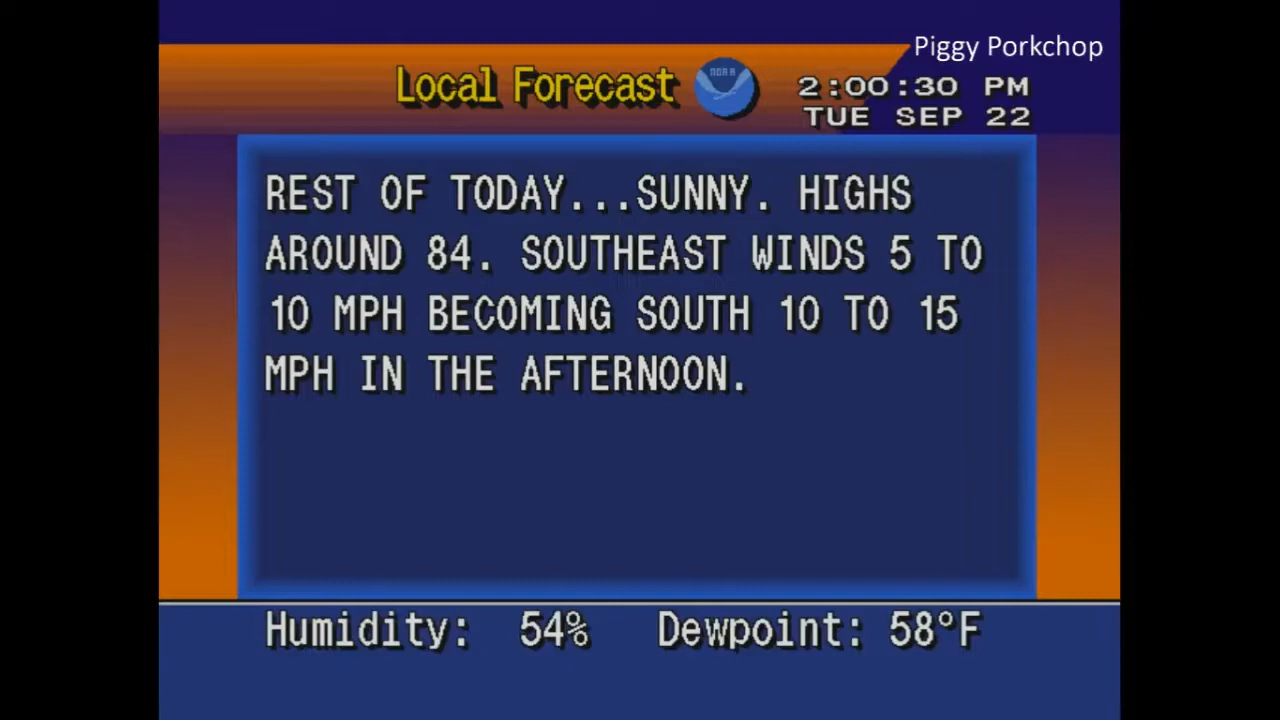 Piggy Porkchop
Local Forecast
NOAA
2:00:30 PM
TUE SEP 22
REST OF TODAY...SUNNY. HIGHS
AROUND 84. SOUTHEAST WINDS 5 TO
10 MPH BECOMING SOUTH 10 TO 15
MPH IN THE AFTERNOON.
Humidity: 54% Dewpoint: 58°F